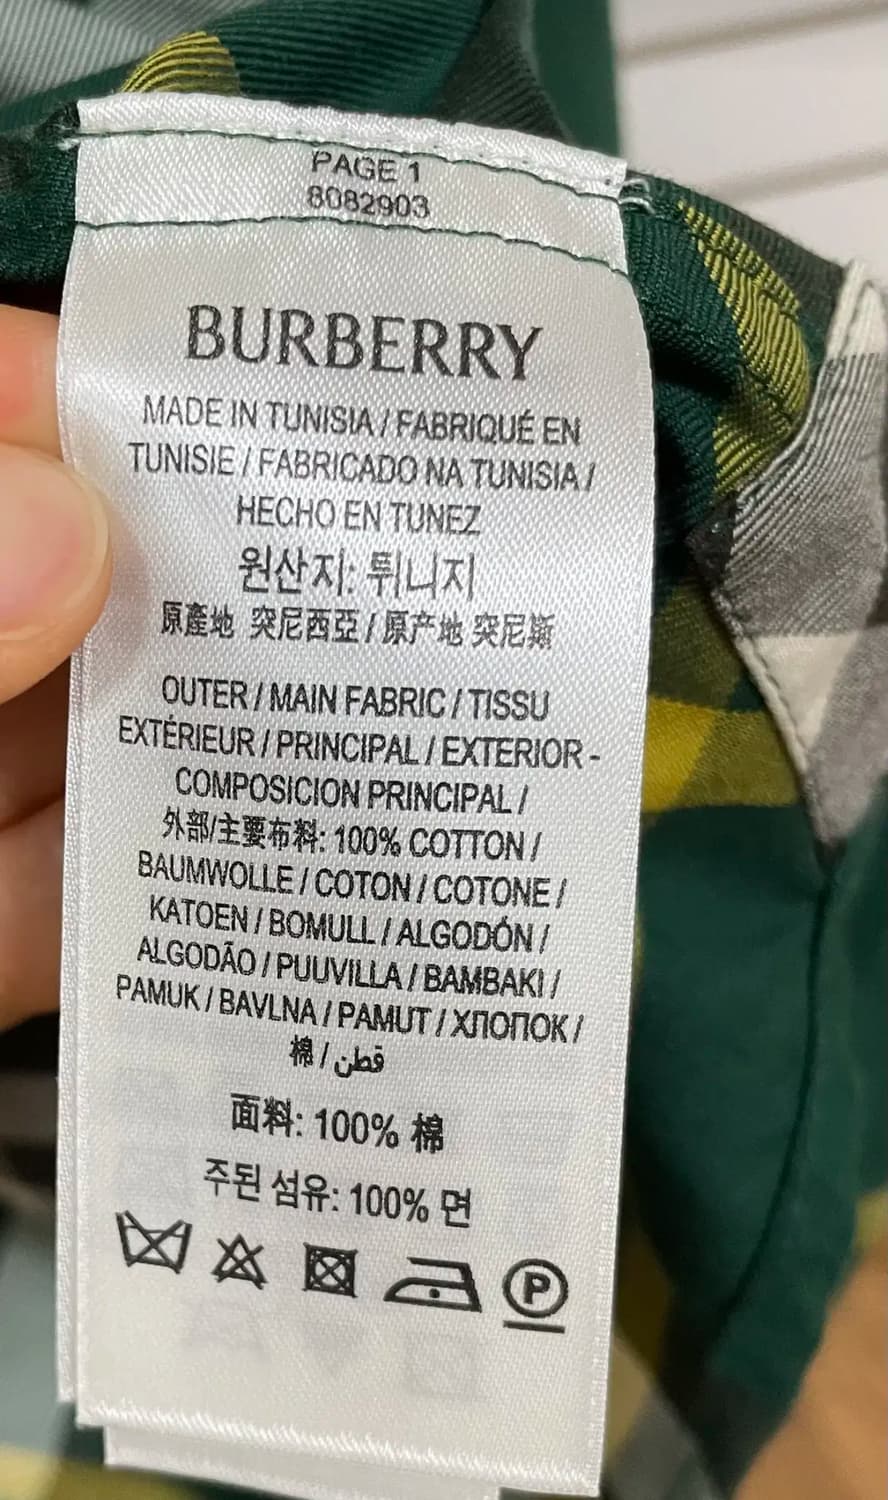 PAGE 1
8082903
BURBERRY
MADE IN TUNISIA / FABRIQUÉ EN
TUNISIE / FABRICADO NA TUNISIA /
HECHO EN TUNEZ
원산지: 튀니지
原產地 突尼西亞 / 原产地 突尼斯
OUTER / MAIN FABRIC / TISSU
EXTÉRIEUR / PRINCIPAL / EXTERIOR -
COMPOSICION PRINCIPAL /
外部/主要布料: 100% COTTON /
BAUMWOLLE / COTON / COTONE /
KATOEN / BOMULL / ALGODÓN /
ALGODÃO / PUUVILLA / BAMBAKI /
PAMUK / BAVLNA / PAMUT / ХЛОПОК /
棉 / قطن
面料: 100% 棉
주된 섬유: 100% 면
P